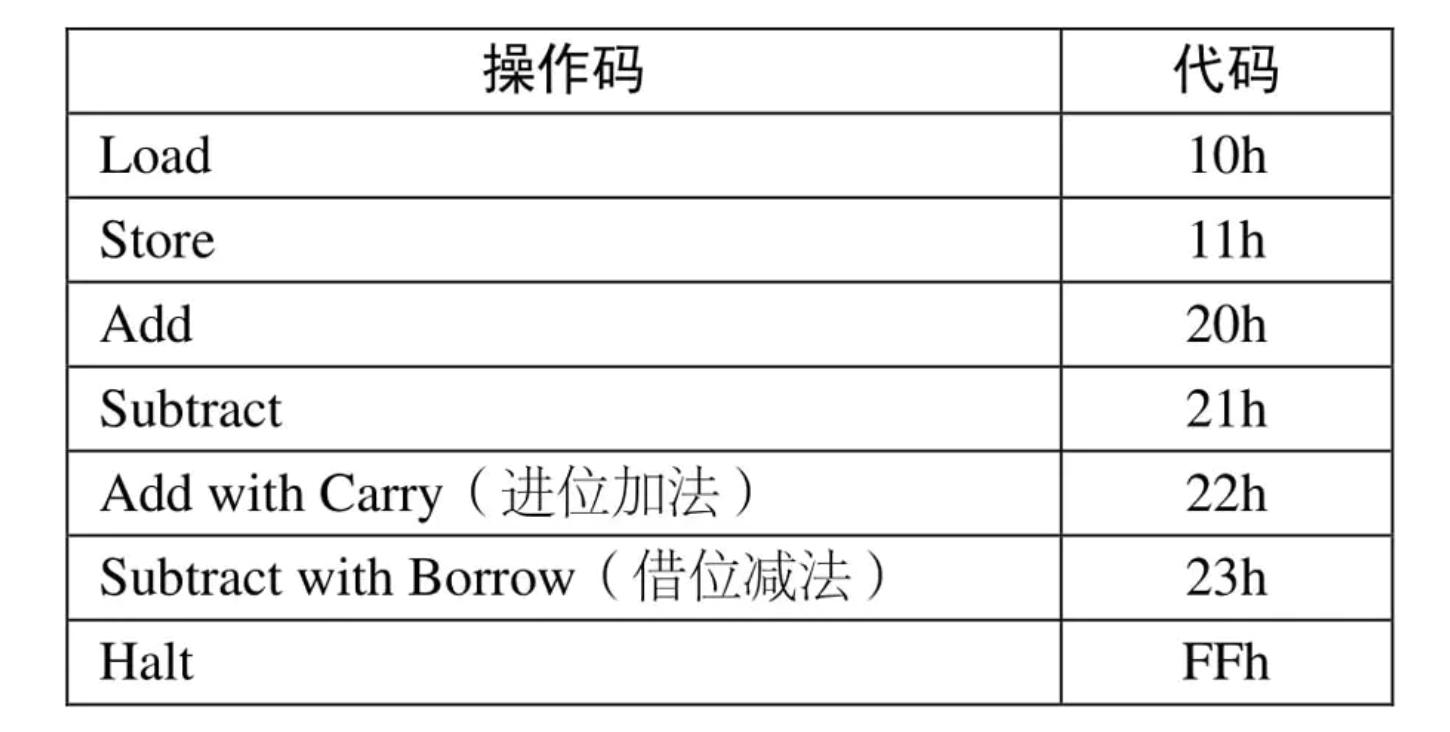 操作码 代码
Load 10h
Store 11h
Add 20h
Subtract 21h
Add with Carry（进位加法） 22h
Subtract with Borrow（借位减法） 23h
Halt FFh